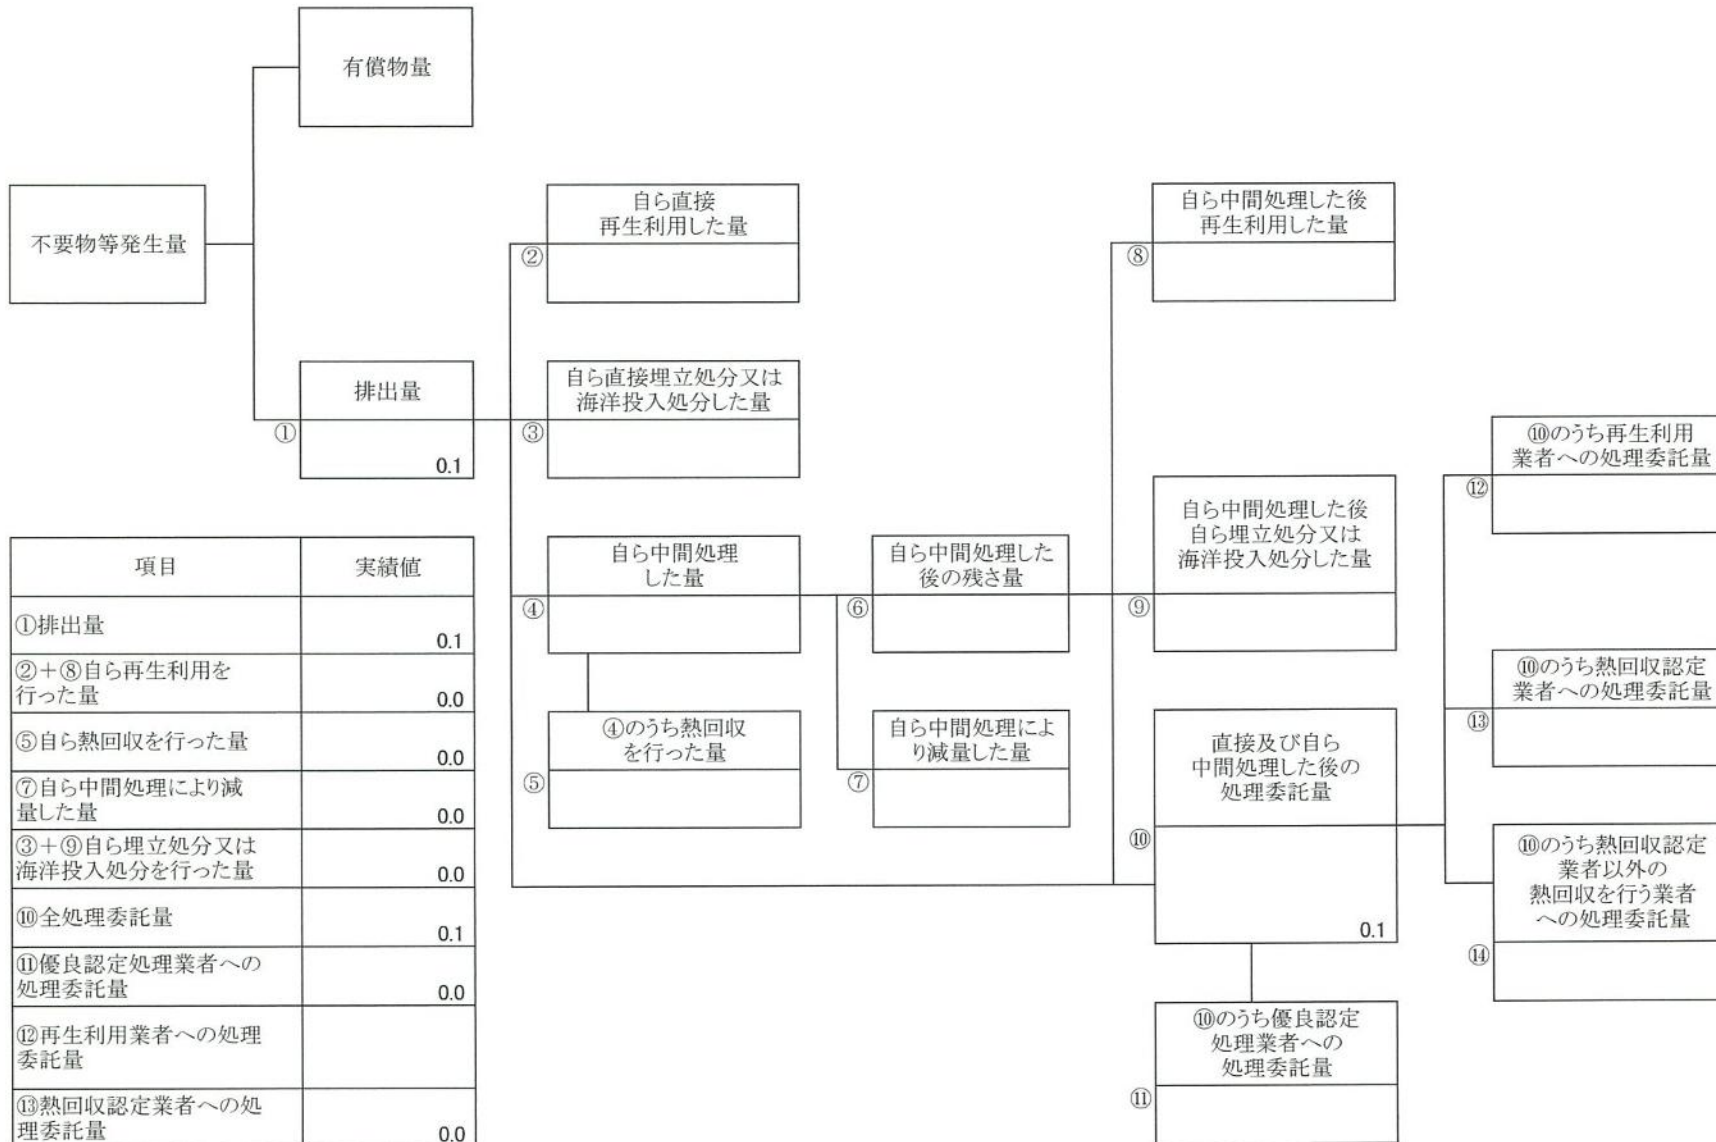 有償物量
不要物等発生量
排出量
①
0.1
自ら直接
再生利用した量
②
自ら直接埋立処分又は
海洋投入処分した量
③
自ら中間処理
した量
④
④のうち熱回収
を行った量
⑤
自ら中間処理した
後の残さ量
⑥
自ら中間処理によ
り減量した量
⑦
自ら中間処理した後
再生利用した量
⑧
自ら中間処理した後
自ら埋立処分又は
海洋投入処分した量
⑨
直接及び自ら
中間処理した後の
処理委託量
⑩
0.1
⑩のうち優良認定
処理業者への
処理委託量
⑪
⑩のうち再生利用
業者への処理委託量
⑫
⑩のうち熱回収認定
業者への処理委託量
⑬
⑩のうち熱回収認定
業者以外の
熱回収を行う業者
への処理委託量
⑭
項目 実績値
①排出量 0.1
②+⑧自ら再生利用を
行った量 0.0
⑤自ら熱回収を行った量 0.0
⑦自ら中間処理により減
量した量 0.0
③+⑨自ら埋立処分又は
海洋投入処分を行った量 0.0
⑩全処理委託量 0.1
⑪優良認定処理業者への
処理委託量 0.0
⑫再生利用業者への処理
委託量
⑬熱回収認定業者への処
理委託量 0.0